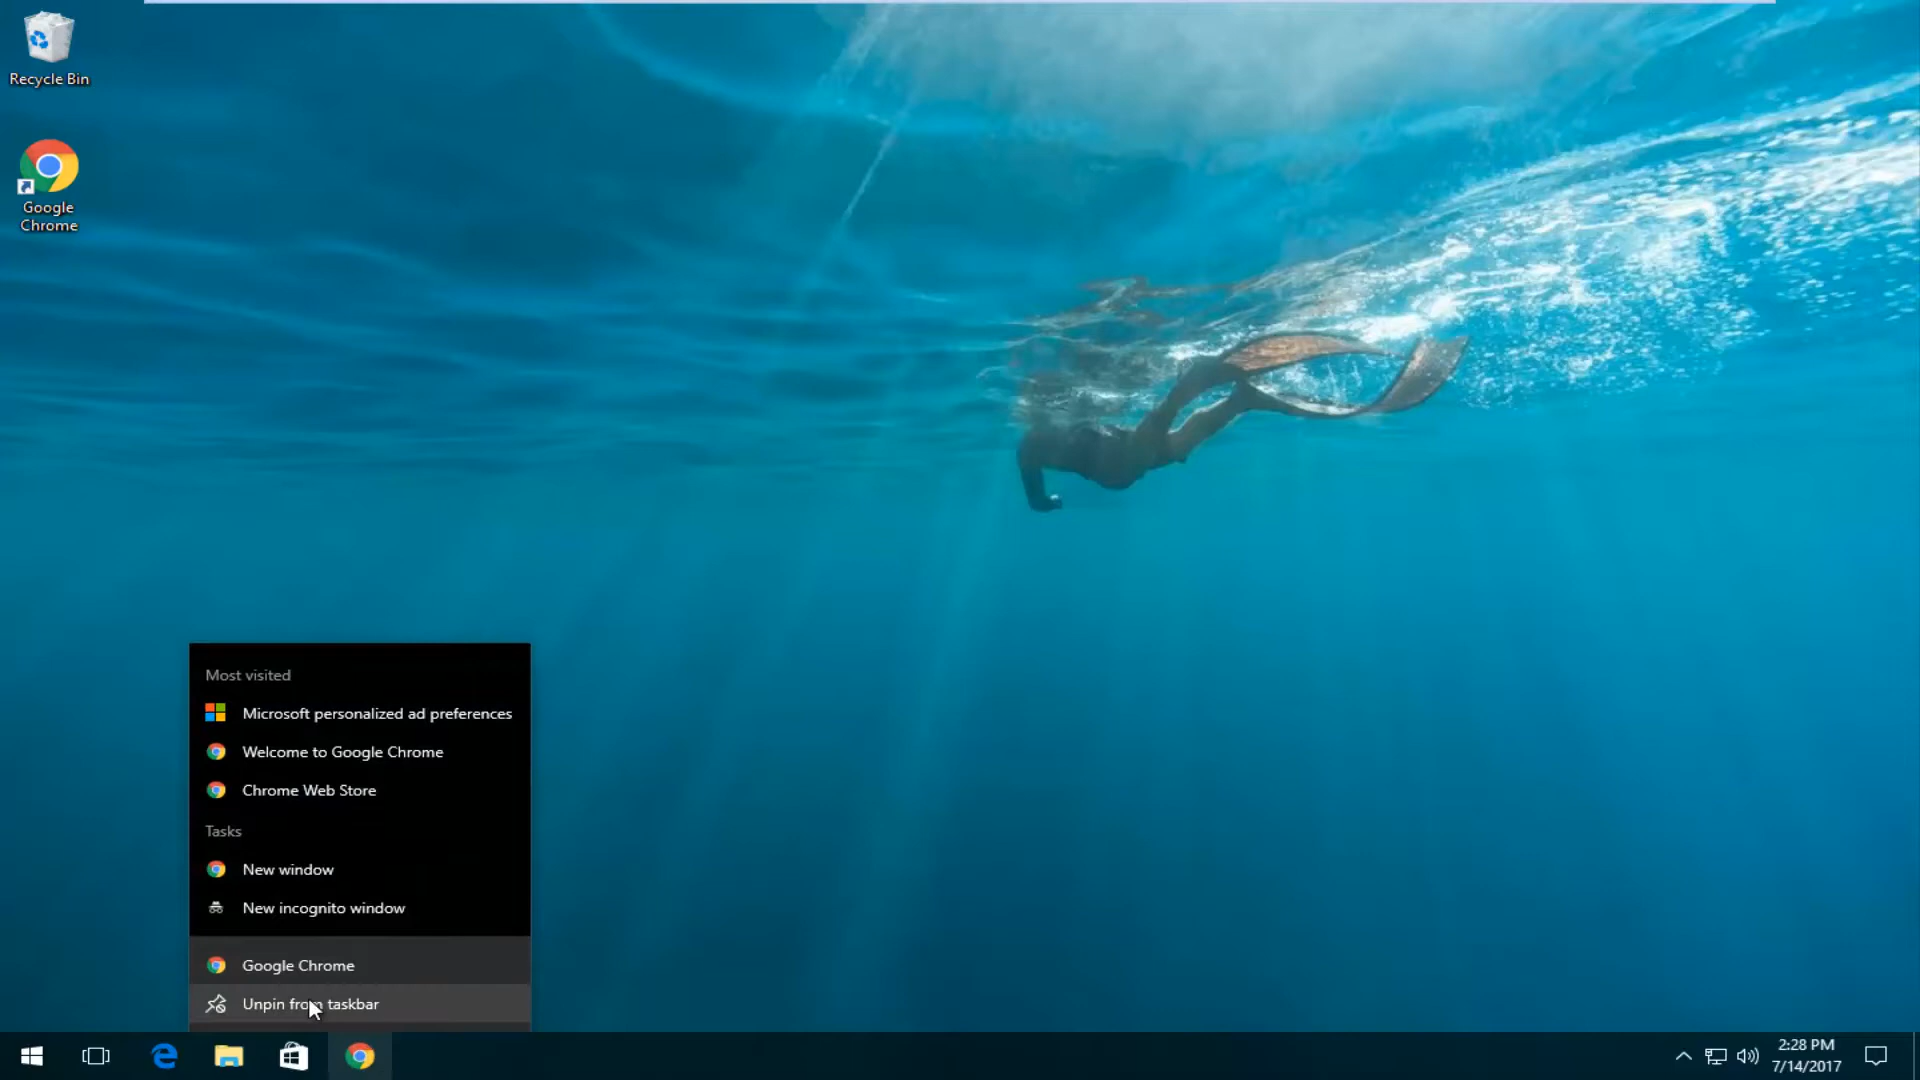 Recycle Bin
Google
Chrome
Most visited
Microsoft personalized ad preferences
Welcome to Google Chrome
Chrome Web Store
Tasks
New window
New incognito window
Google Chrome
Unpin from taskbar
2:28 PM
7/14/2017